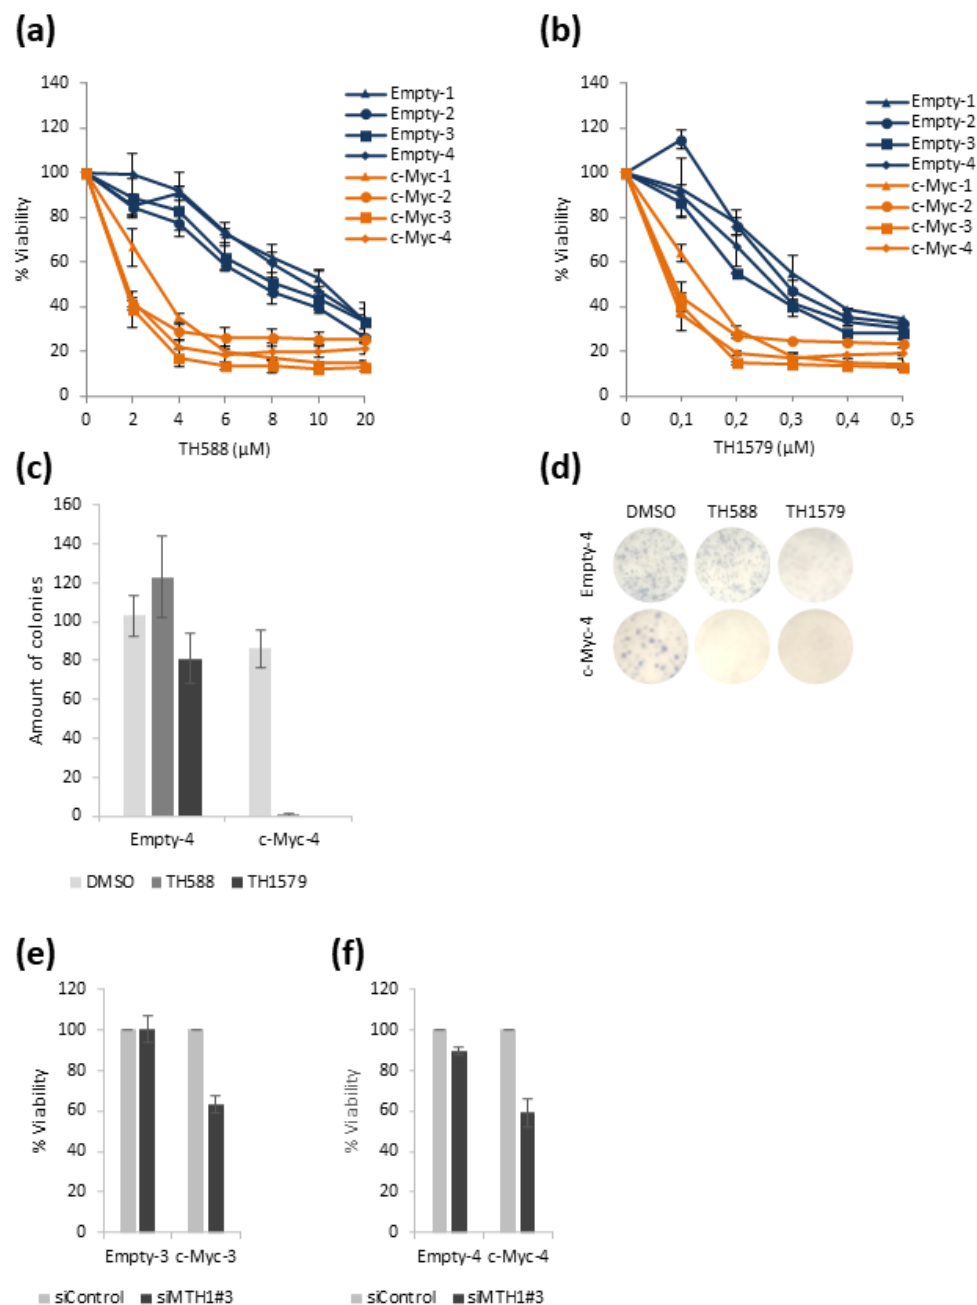 (a)
140
120
100
80
60
40
20
0
% Viability
0 2 4 6 8 10 20
TH588 (µM)
Empty-1
Empty-2
Empty-3
Empty-4
c-Myc-1
c-Myc-2
c-Myc-3
c-Myc-4
(b)
140
120
100
80
60
40
20
0
% Viability
0 0,1 0,2 0,3 0,4 0,5
TH1579 (µM)
Empty-1
Empty-2
Empty-3
Empty-4
c-Myc-1
c-Myc-2
c-Myc-3
c-Myc-4
(c)
160
140
120
100
80
60
40
20
0
Amount of colonies
Empty-4 c-Myc-4
DMSO TH588 TH1579
(d)
DMSO TH588 TH1579
Empty-4
c-Myc-4
(e)
120
100
80
60
40
20
0
% Viability
Empty-3 c-Myc-3
siControl siMTH1#3
(f)
120
100
80
60
40
20
0
% Viability
Empty-4 c-Myc-4
siControl siMTH1#3